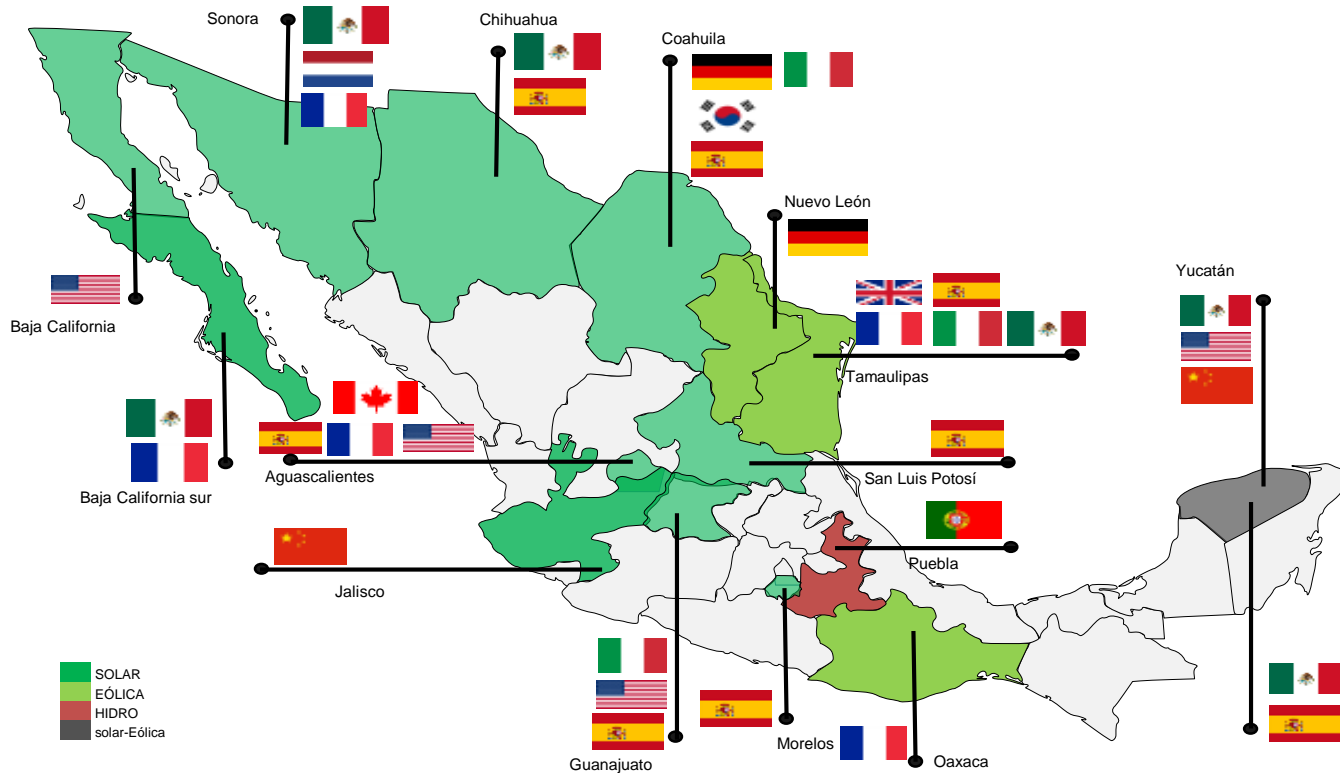 Sonora
Chihuahua
Coahuila
Nuevo León
Yucatán
Baja California
Tamaulipas
Aguascalientes
San Luis Potosí
Baja California sur
Puebla
Jalisco
SOLAR
EÓLICA
HIDRO
solar-Eólica
Morelos
Guanajuato
Oaxaca